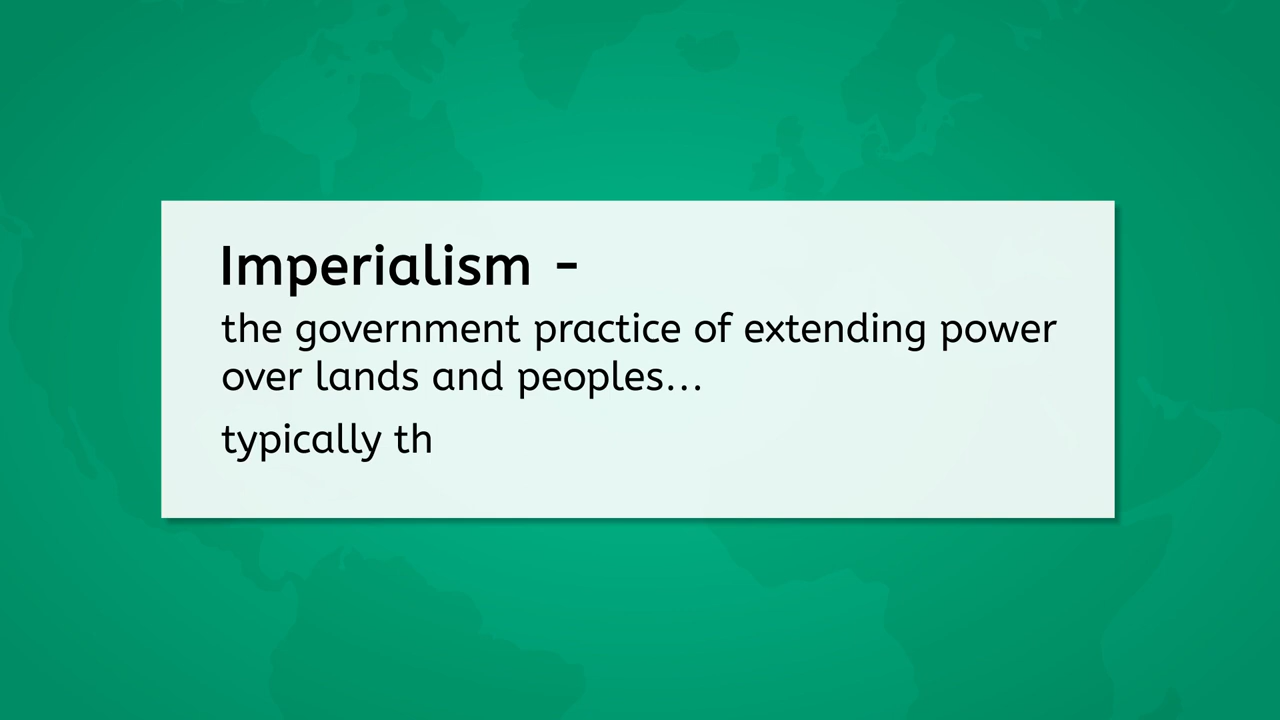 Imperialism -
the government practice of extending power
over lands and peoples...
typically th